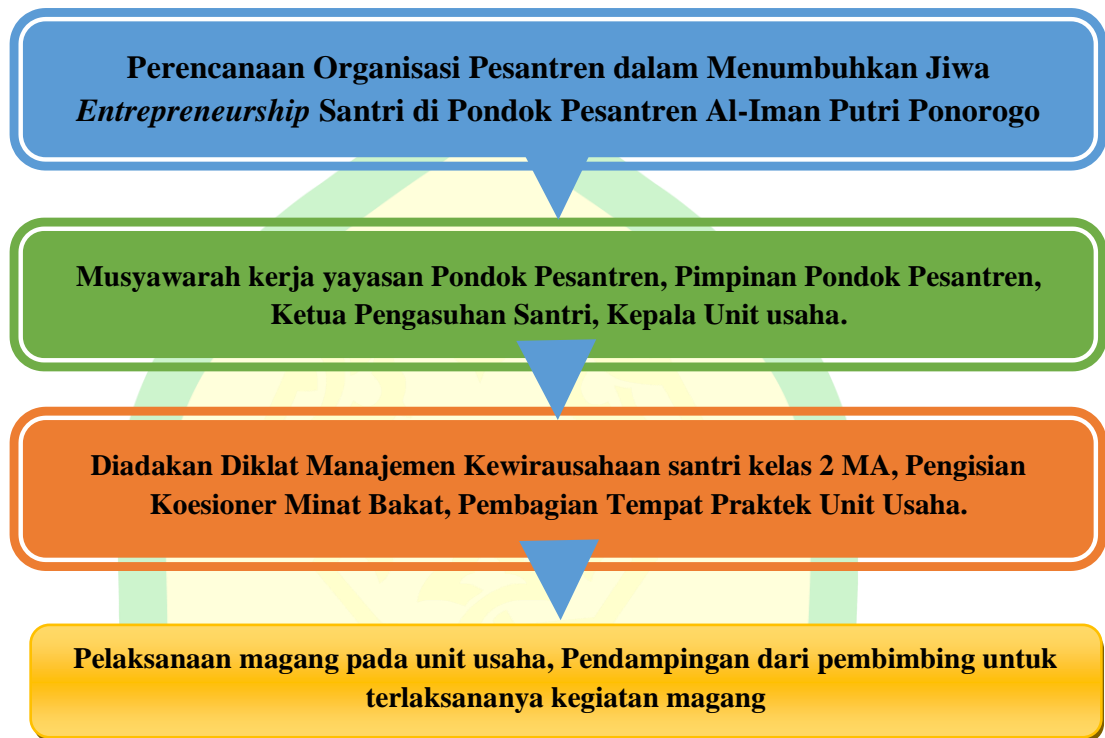 Perencanaan Organisasi Pesantren dalam Menumbuhkan Jiwa
Entrepreneurship Santri di Pondok Pesantren Al-Iman Putri Ponorogo
Musyawarah kerja yayasan Pondok Pesantren, Pimpinan Pondok Pesantren,
Ketua Pengasuhan Santri, Kepala Unit usaha.
Diadakan Diklat Manajemen Kewirausahaan santri kelas 2 MA, Pengisian
Koesioner Minat Bakat, Pembagian Tempat Praktek Unit Usaha.
Pelaksanaan magang pada unit usaha, Pendampingan dari pembimbing untuk
terlaksananya kegiatan magang